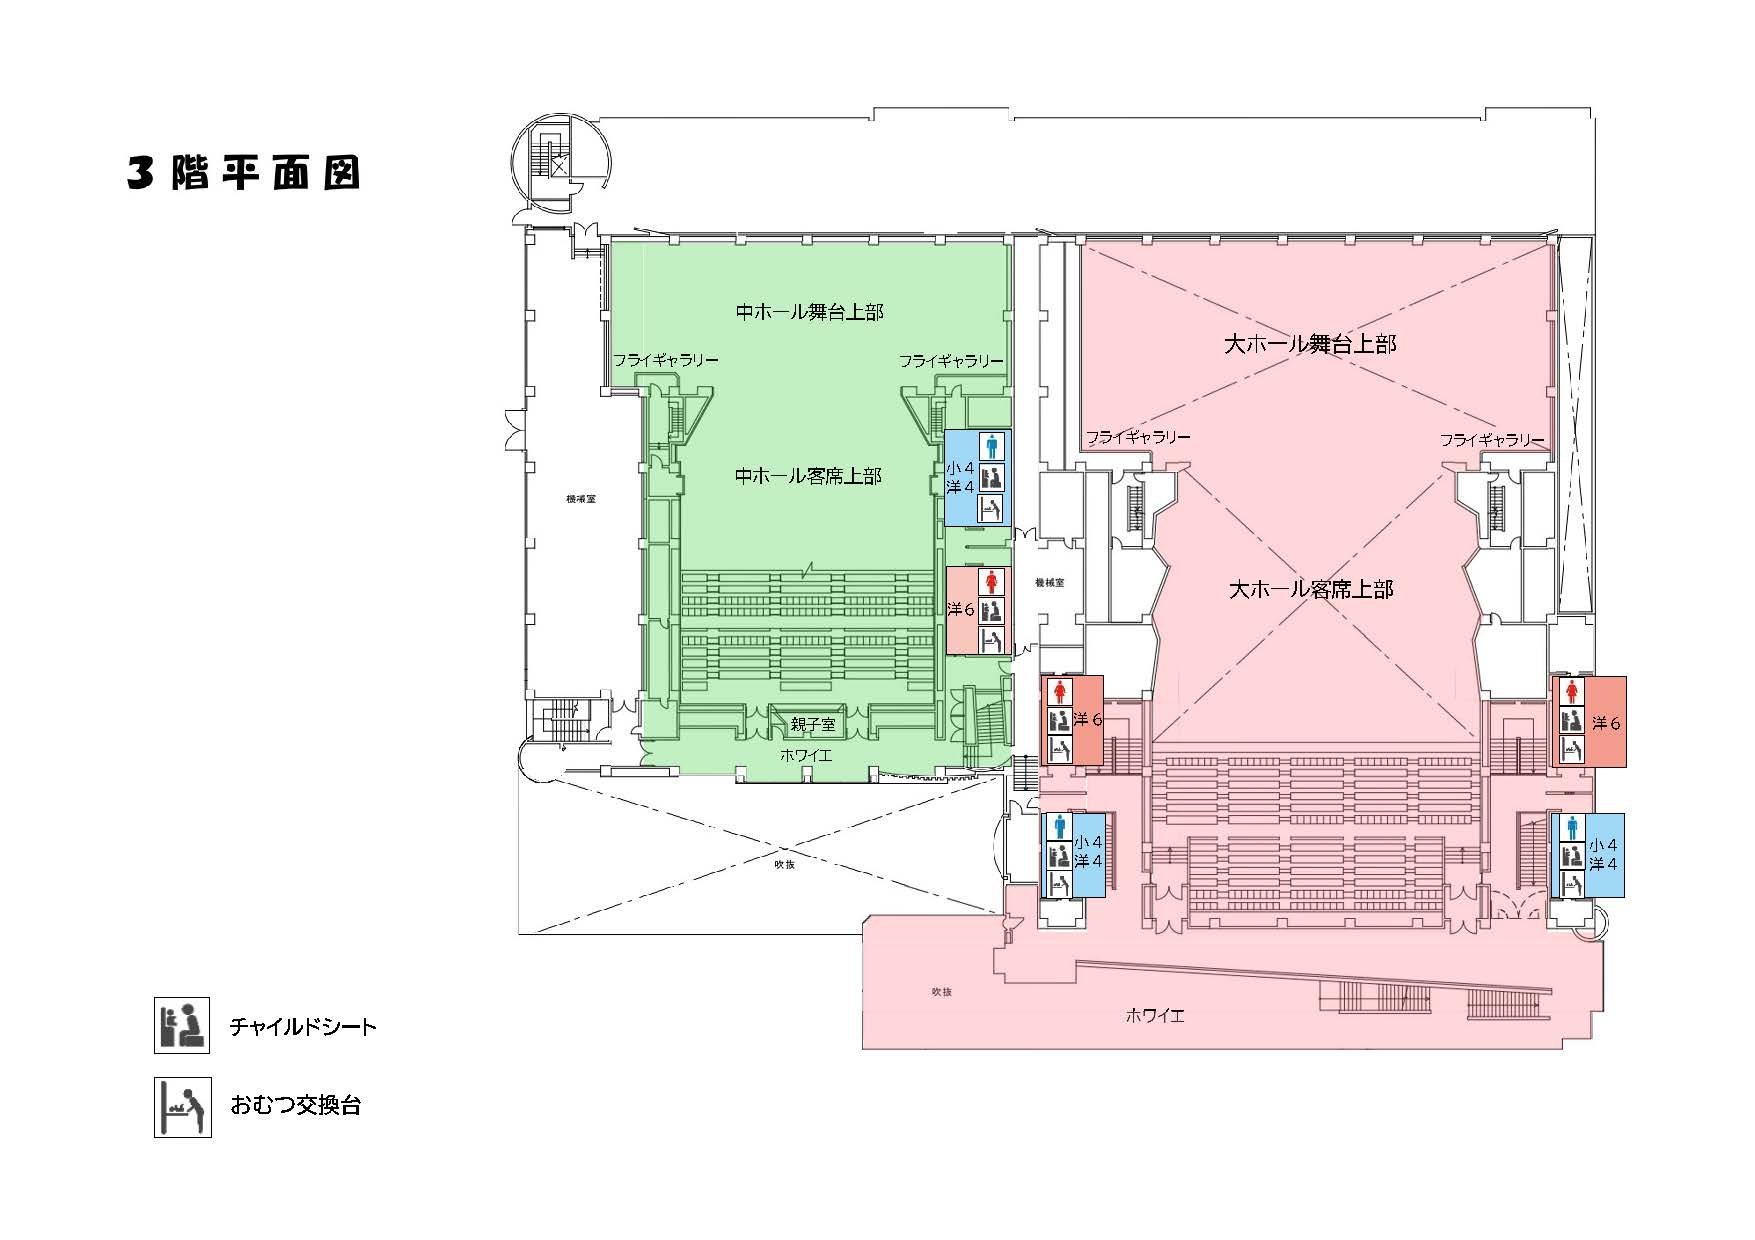 3階平面図
中ホール舞台上部
フライギャラリー
フライギャラリー
大ホール舞台上部
フライギャラリー
フライギャラリー
中ホール客席上部
小4
洋4
機械室
機械室
大ホール客席上部
洋6
洋6
洋6
親子室
ホワイエ
小4
洋4
小4
洋4
吹抜
吹抜
ホワイエ
チャイルドシート
おむつ交換台